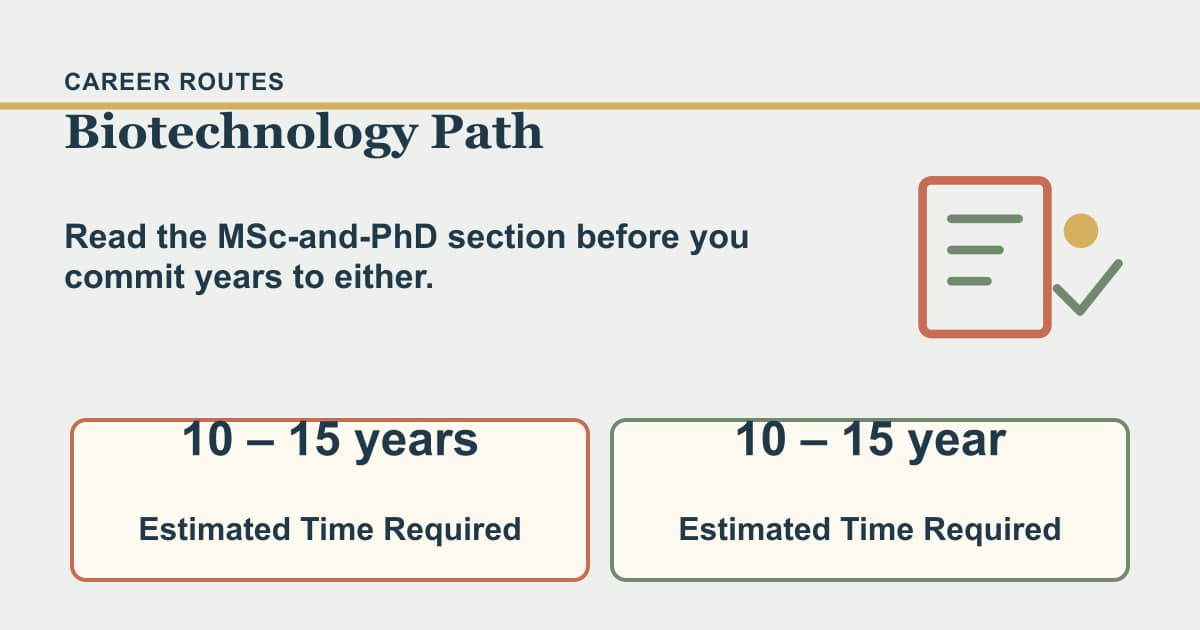 CAREER ROUTES
Biotechnology Path
Read the MSc-and-PhD section before you
commit years to either.
10 – 15 years
Estimated Time Required
10 – 15 year
Estimated Time Required